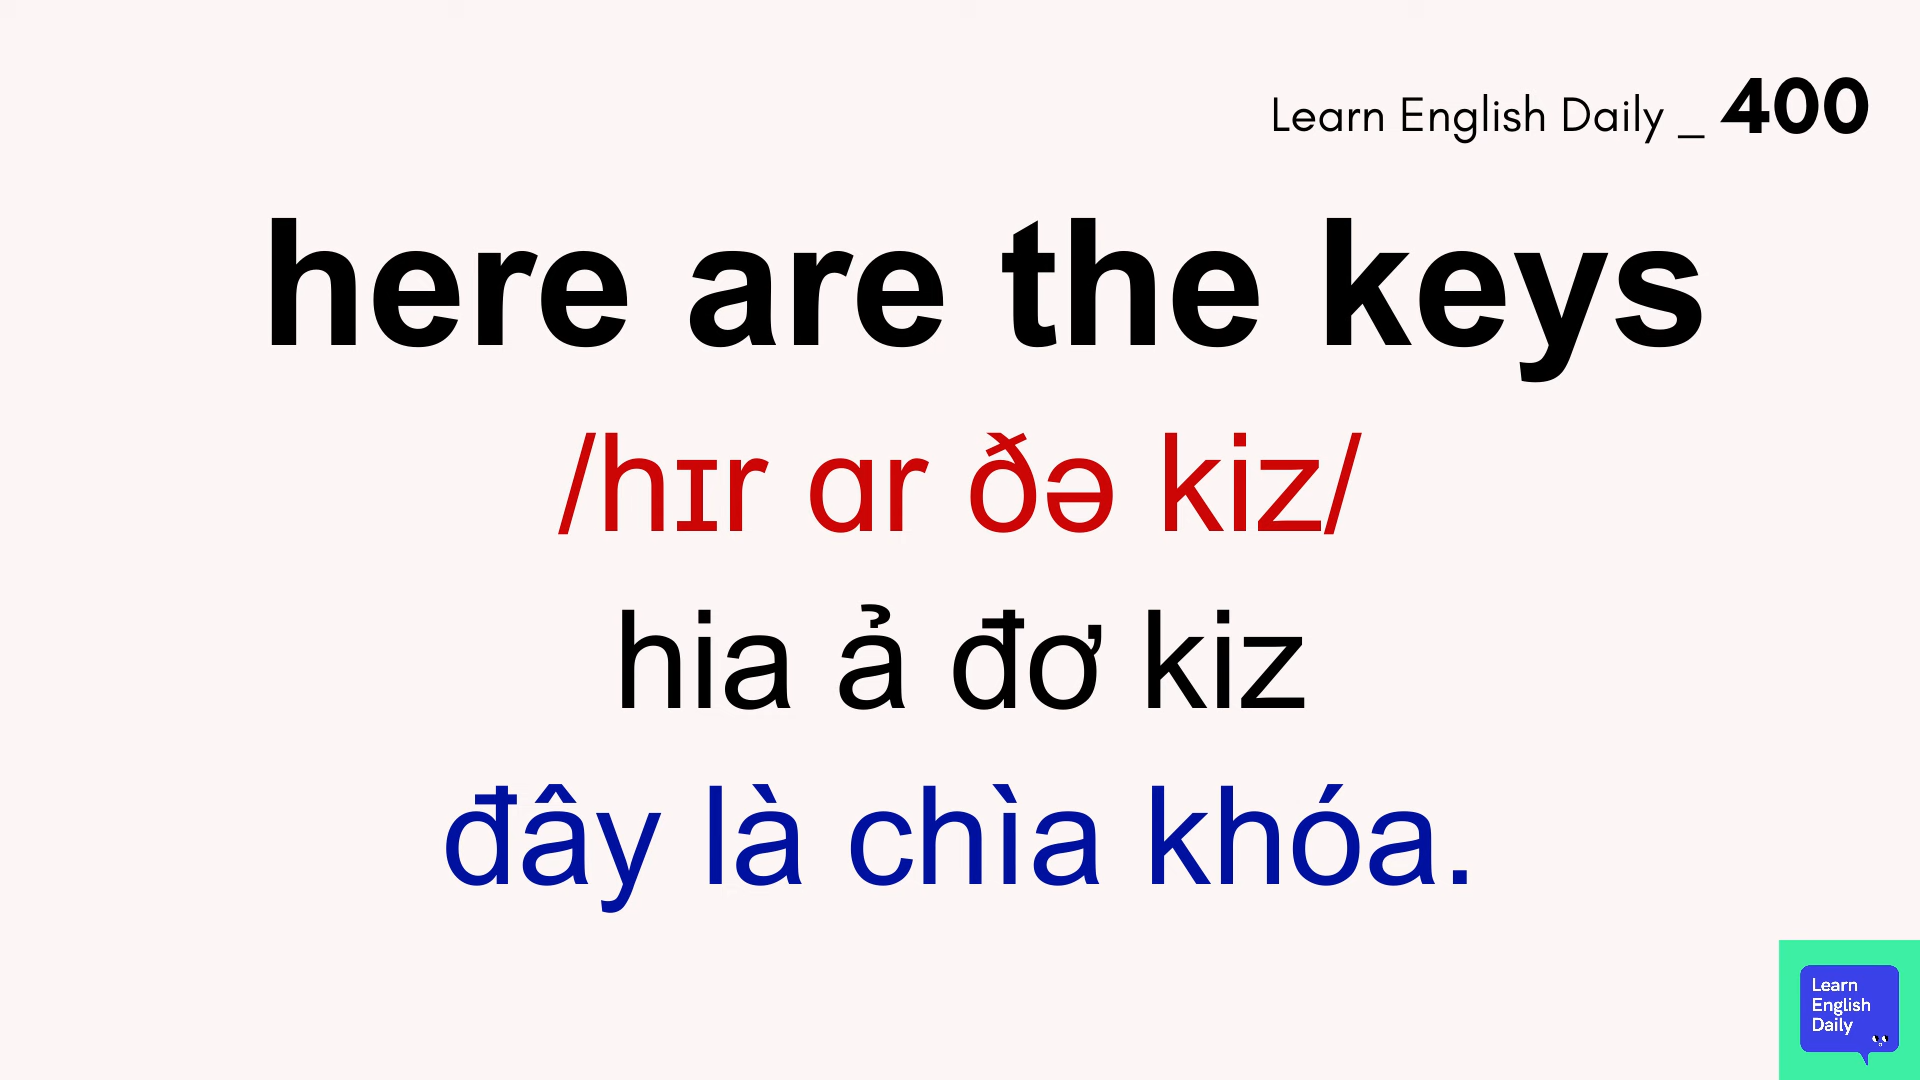 Learn English Daily _ 400
here are the keys
/hɪr ɑr ðə kiz/
hia ả đơ kiz
đây là chìa khóa.
Learn
English
Daily